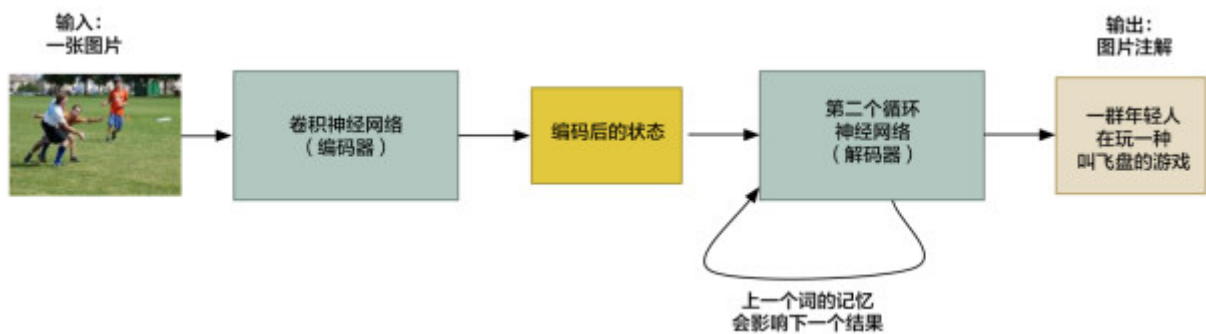 输入：
一张图片
卷积神经网络
（编码器）
编码后的状态
第二个循环
神经网络
（解码器）
上一个词的记忆
会影响下一个结果
输出：
图片注解
一群年轻人
在玩一种
叫飞盘的游戏